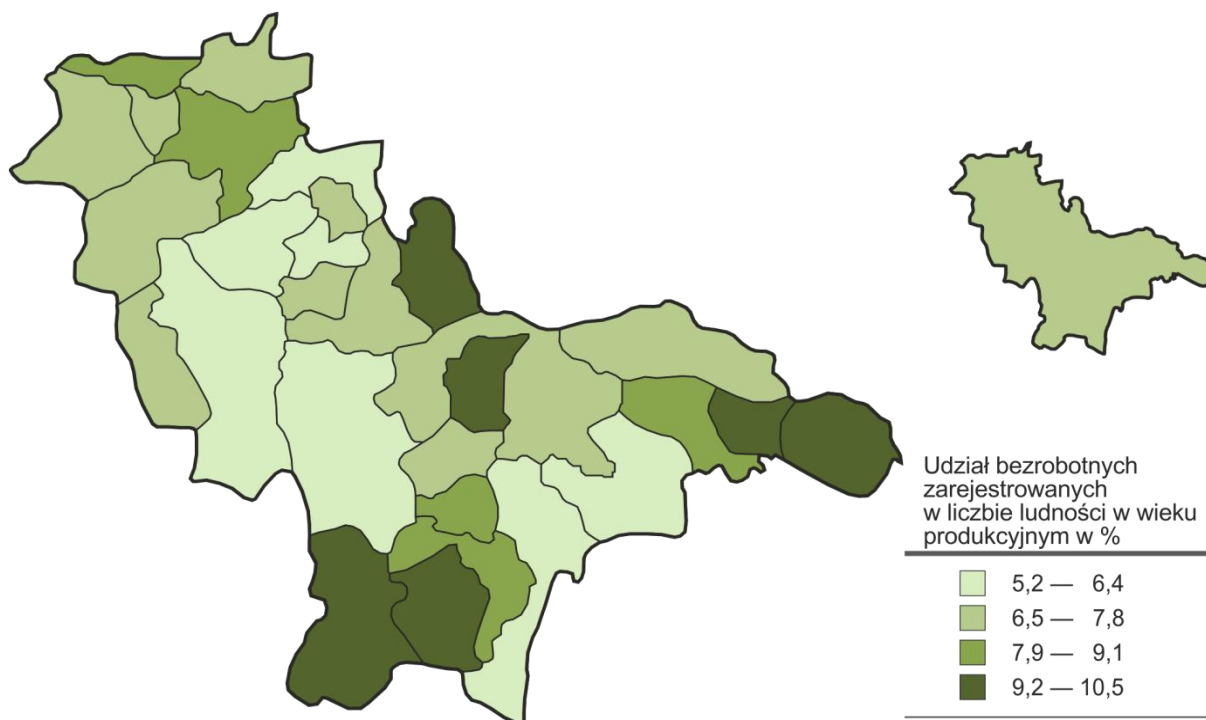 Udział bezrobotnych
zarejestrowanych
w liczbie ludności w wieku
produkcyjnym w %
5,2 — 6,4
6,5 — 7,8
7,9 — 9,1
9,2 — 10,5